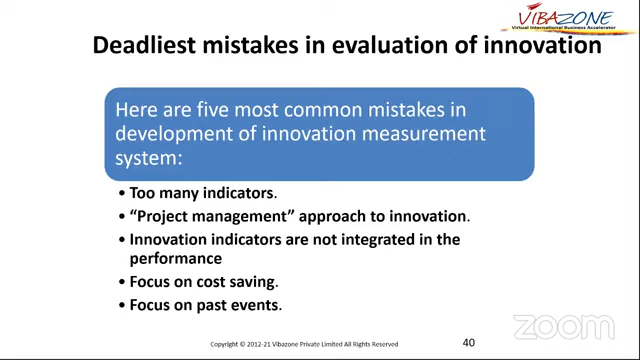 VIBAZONE
Virtual International Business Accelerator
Deadliest mistakes in evaluation of innovation
Here are five most common mistakes in
development of innovation measurement
system:
• Too many indicators.
• “Project management” approach to innovation.
• Innovation indicators are not integrated in the
performance
• Focus on cost saving.
• Focus on past events.
Copyright © 2012-21 Vibazone Private Limited All Rights Reserved
40
zoom